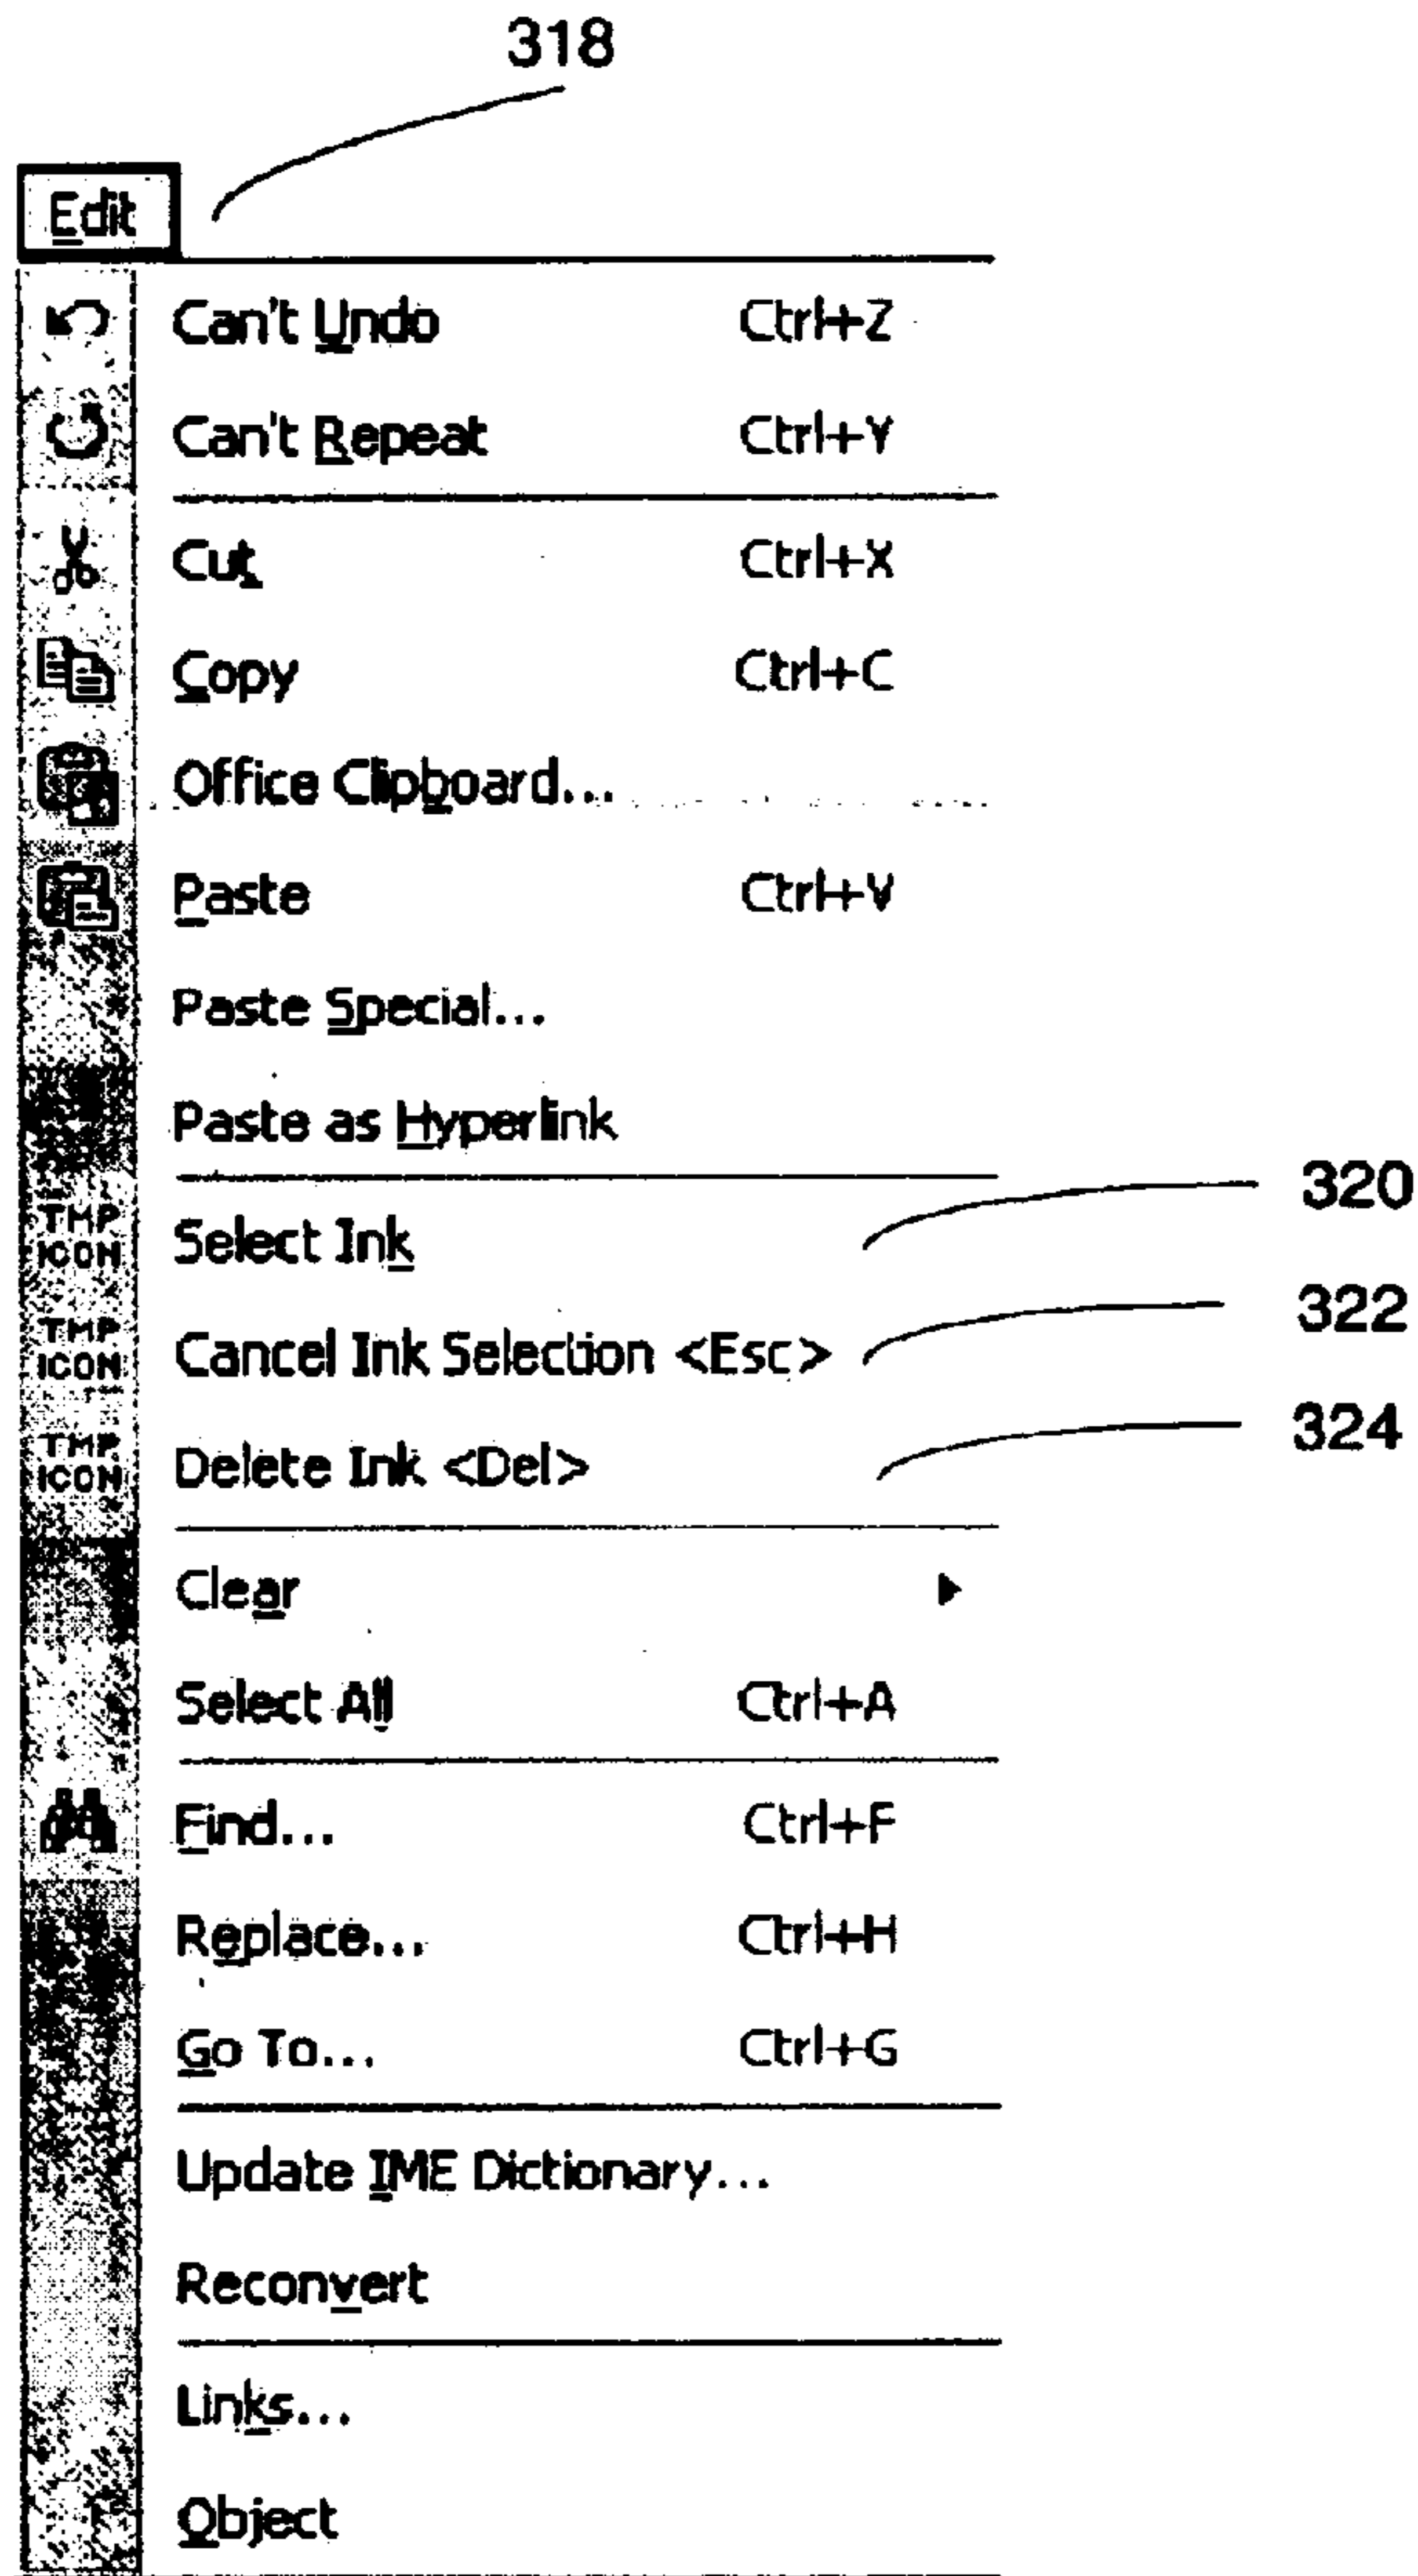 318
Edit
Can't Undo Ctrl+Z
Can't Repeat Ctrl+Y
Cut Ctrl+X
Copy Ctrl+C
Office Clipboard...
Paste Ctrl+V
Paste Special...
Paste as Hyperlink
TMP ICON Select Ink 320
TMP ICON Cancel Ink Selection <Esc> 322
TMP ICON Delete Ink <Del> 324
Clear
Select All Ctrl+A
Find... Ctrl+F
Replace... Ctrl+H
Go To... Ctrl+G
Update IME Dictionary...
Reconvert
Links...
Object